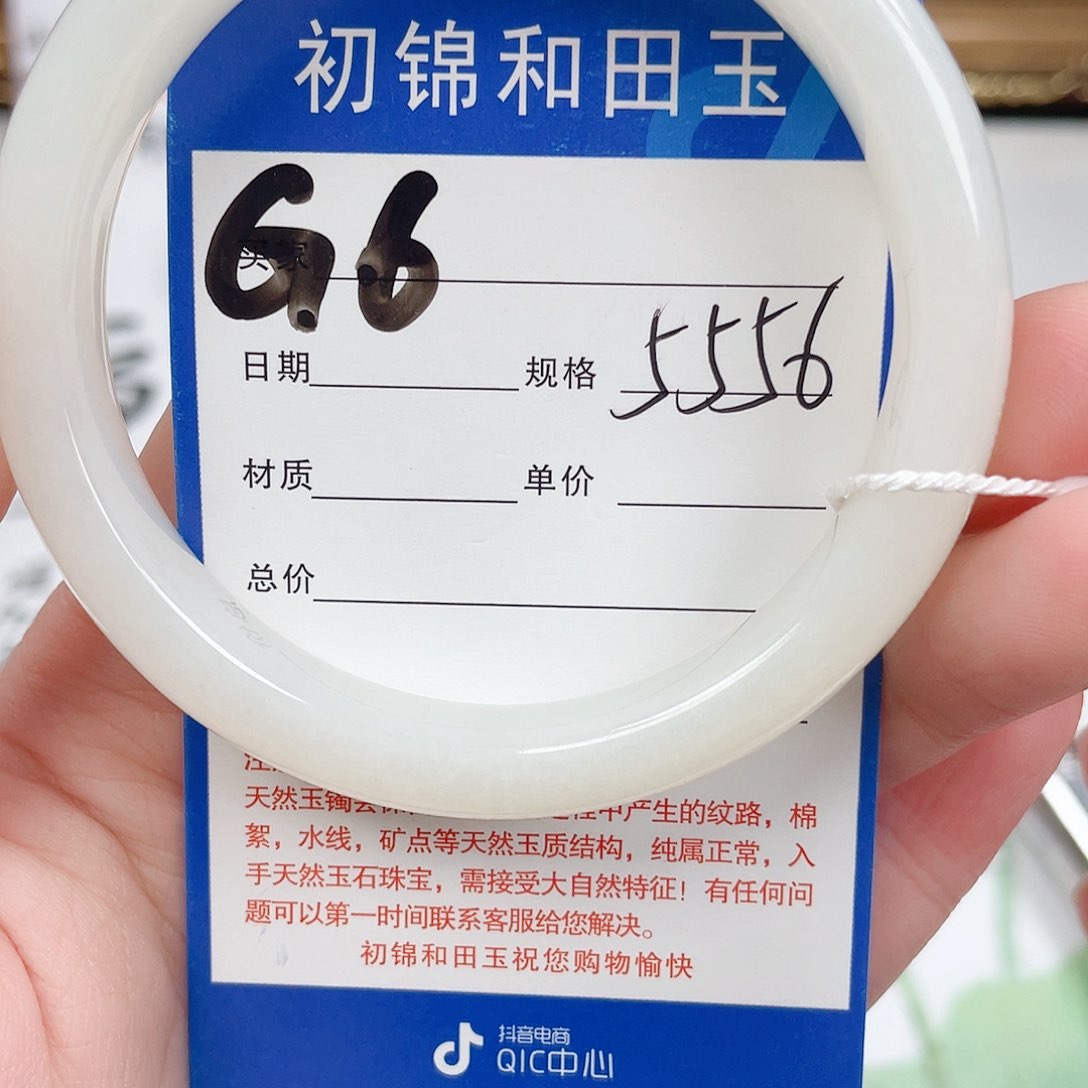 初锦和田玉
G6
买家
日期 规格 5556
材质 单价
总价
天然玉镯会 中产生的纹路，棉
絮，水线，矿点等天然玉质结构，纯属正常，入
手天然玉石珠宝，需接受大自然特征！有任何问
题可以第一时间联系客服给您解决。
初锦和田玉祝您购物愉快
抖音电商
QIC中心